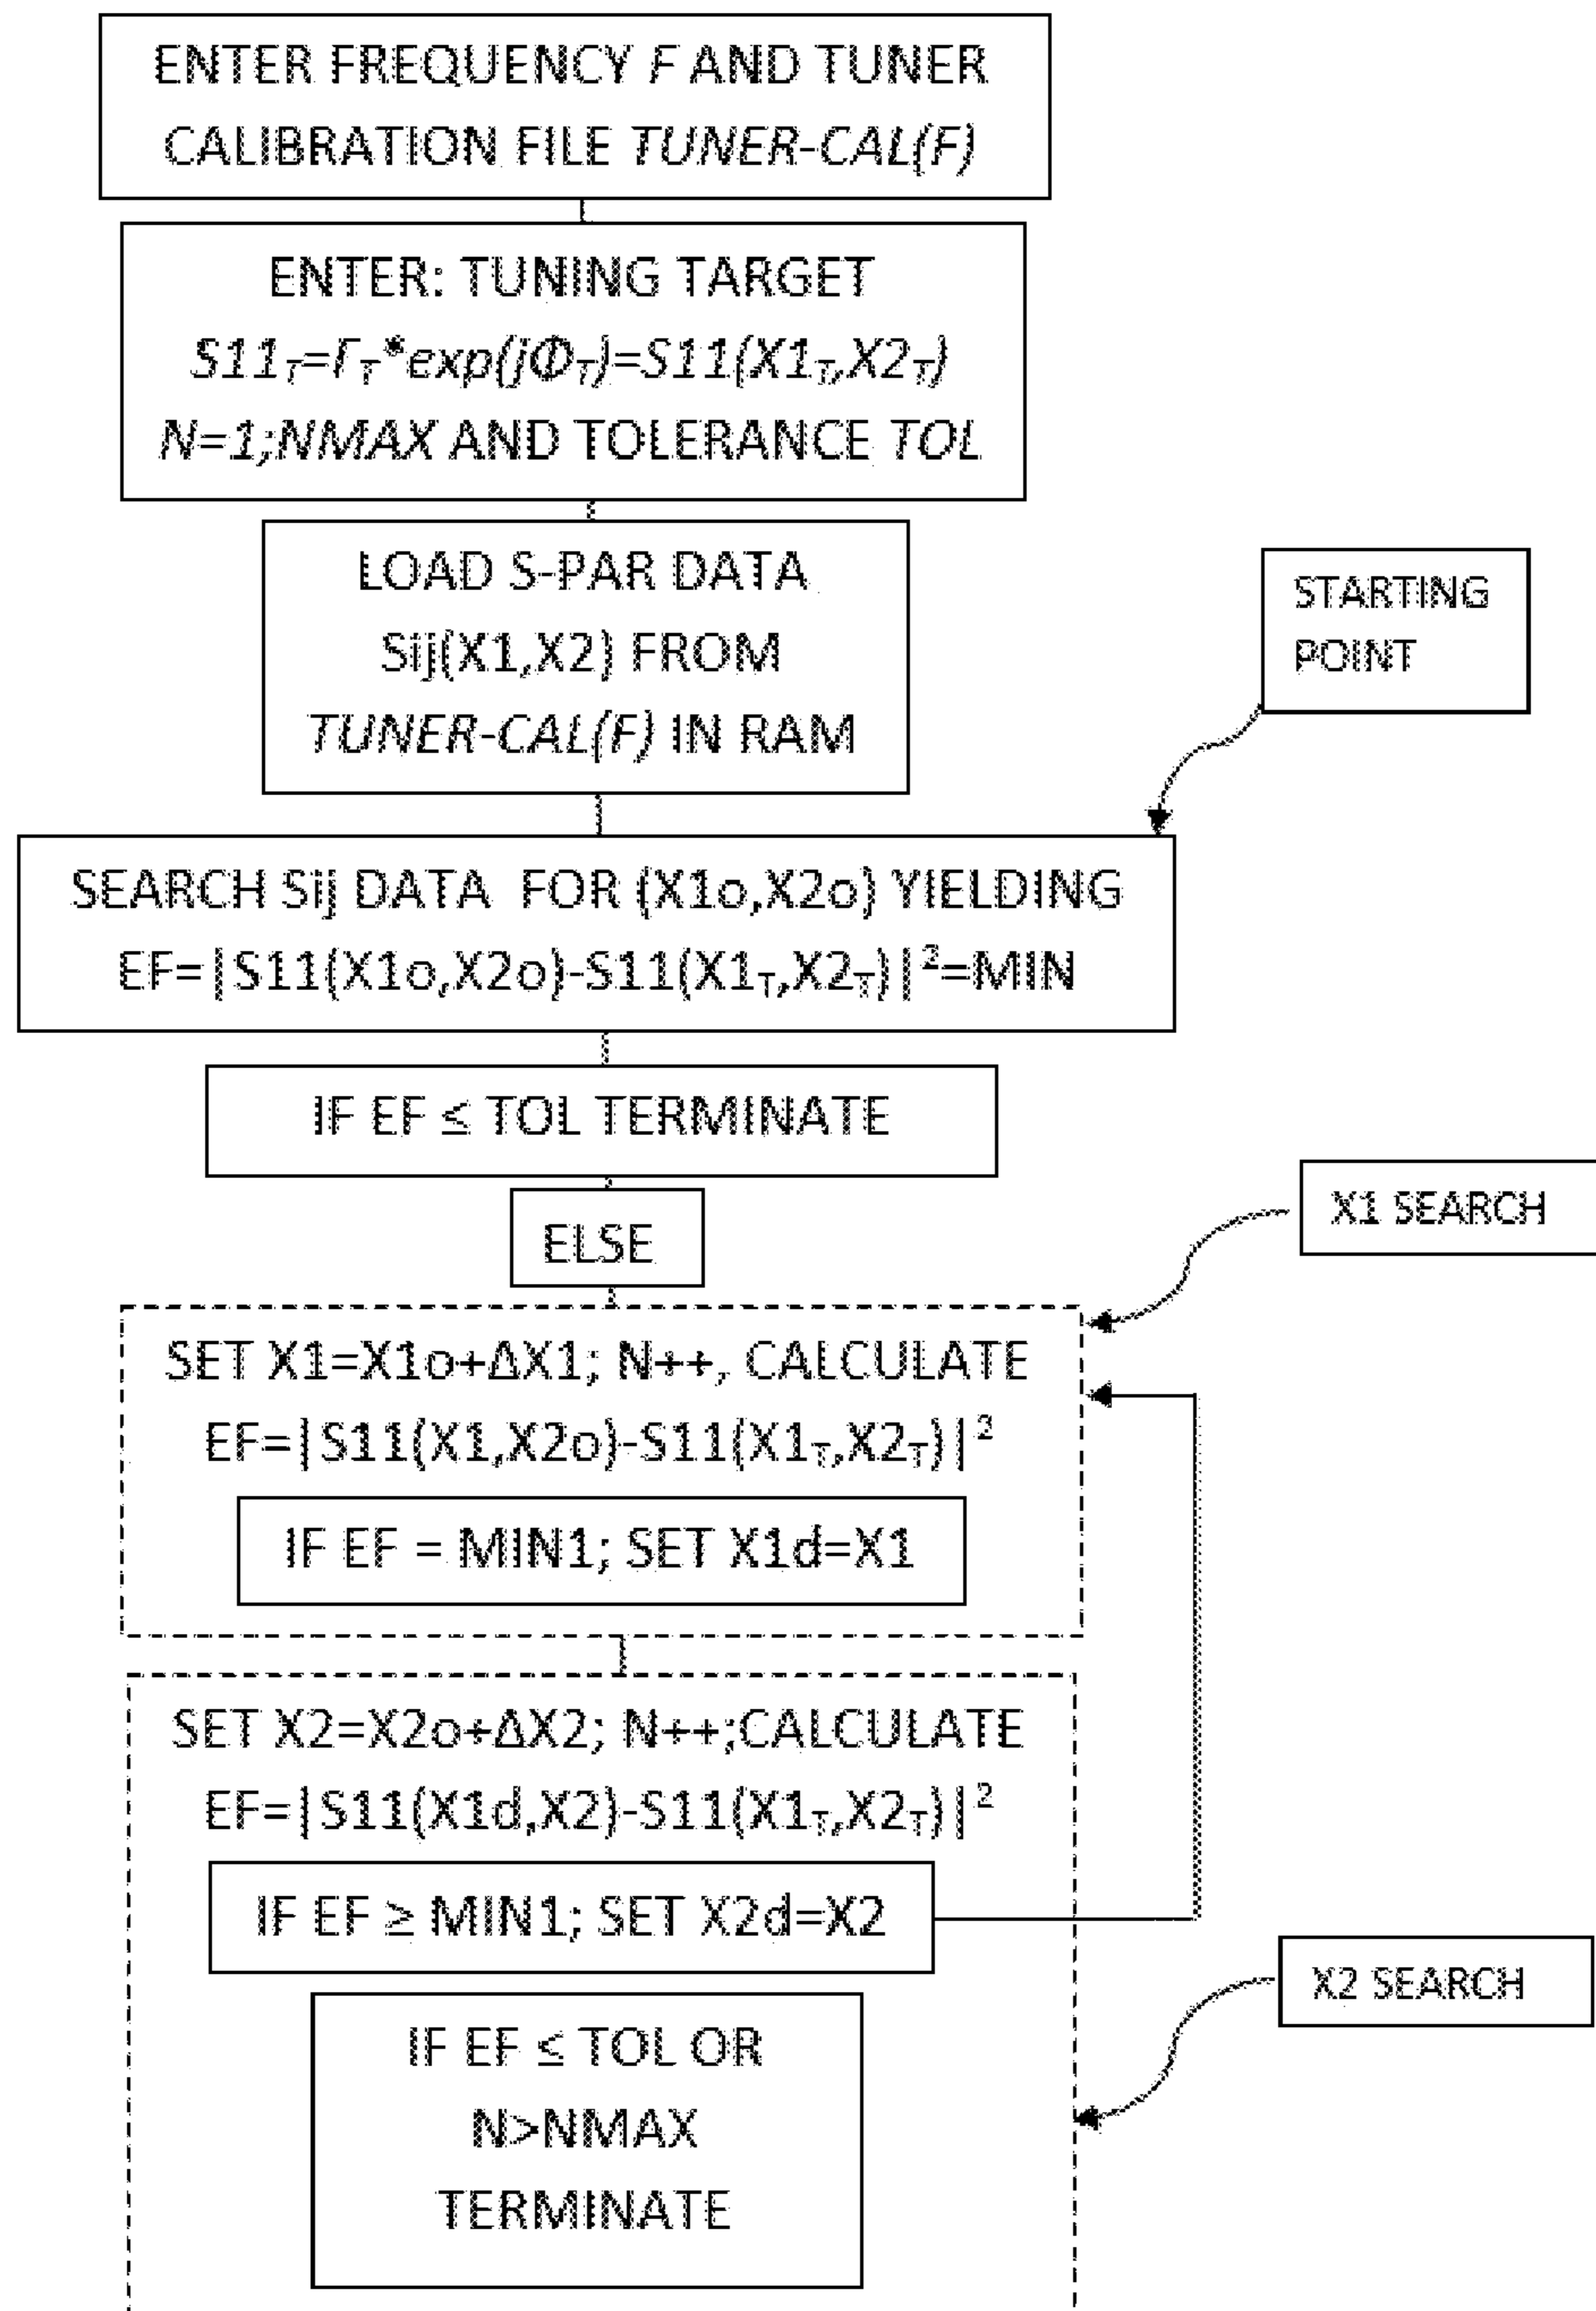 ENTER FREQUENCY F AND TUNER
CALIBRATION FILE TUNER-CAL(F)
ENTER: TUNING TARGET
S11T=ΓT*exp(jΦT)=S11(X1T,X2T)
N=1;NMAX AND TOLERANCE TOL
LOAD S-PAR DATA
Sij(X1,X2) FROM
TUNER-CAL(F) IN RAM
STARTING
POINT
SEARCH Sij DATA FOR (X1o,X2o) YIELDING
EF=|S11(X1o,X2o)-S11(X1T,X2T)|²=MIN
IF EF ≤ TOL TERMINATE
ELSE
X1 SEARCH
SET X1=X1o+ΔX1; N++, CALCULATE
EF=|S11(X1,X2o)-S11(X1T,X2T)|²
IF EF = MIN1; SET X1d=X1
SET X2=X2o+ΔX2; N++;CALCULATE
EF=|S11(X1d,X2)-S11(X1T,X2T)|²
IF EF ≥ MIN1; SET X2d=X2
X2 SEARCH
IF EF ≤ TOL OR
N>NMAX
TERMINATE